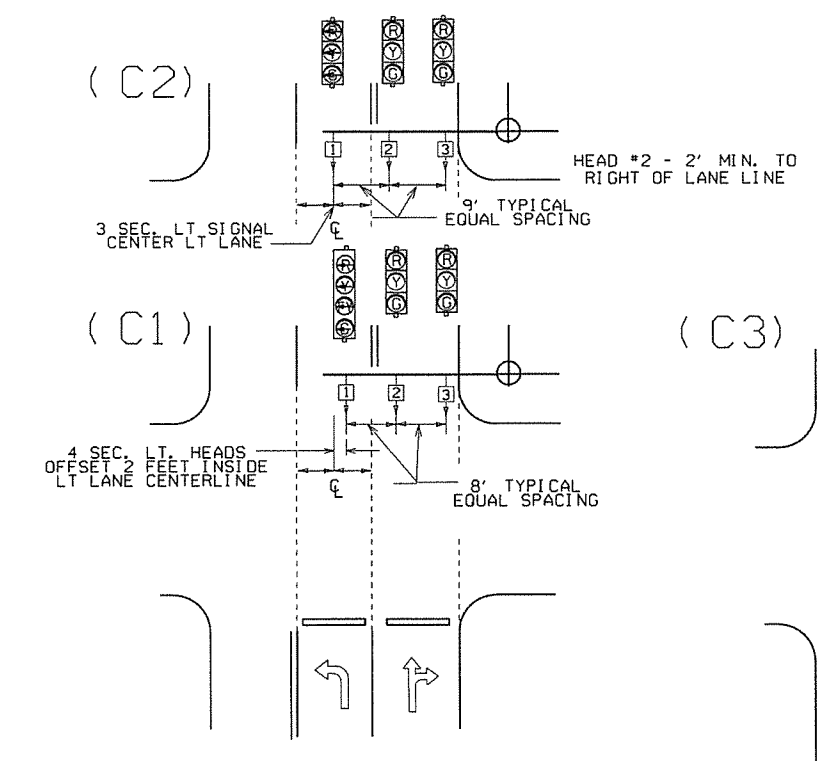 (C2)
R R R
Y Y Y
G G G
1 2 3
HEAD #2 - 2' MIN. TO
RIGHT OF LANE LINE
9' TYPICAL
EQUAL SPACING
3 SEC. LT SIGNAL
CENTER LT LANE
℄
(C1)
(C3)
R R R
Y Y Y
G G
G
1 2 3
4 SEC. LT. HEADS
OFFSET 2 FEET INSIDE
LT LANE CENTERLINE
℄
8' TYPICAL
EQUAL SPACING